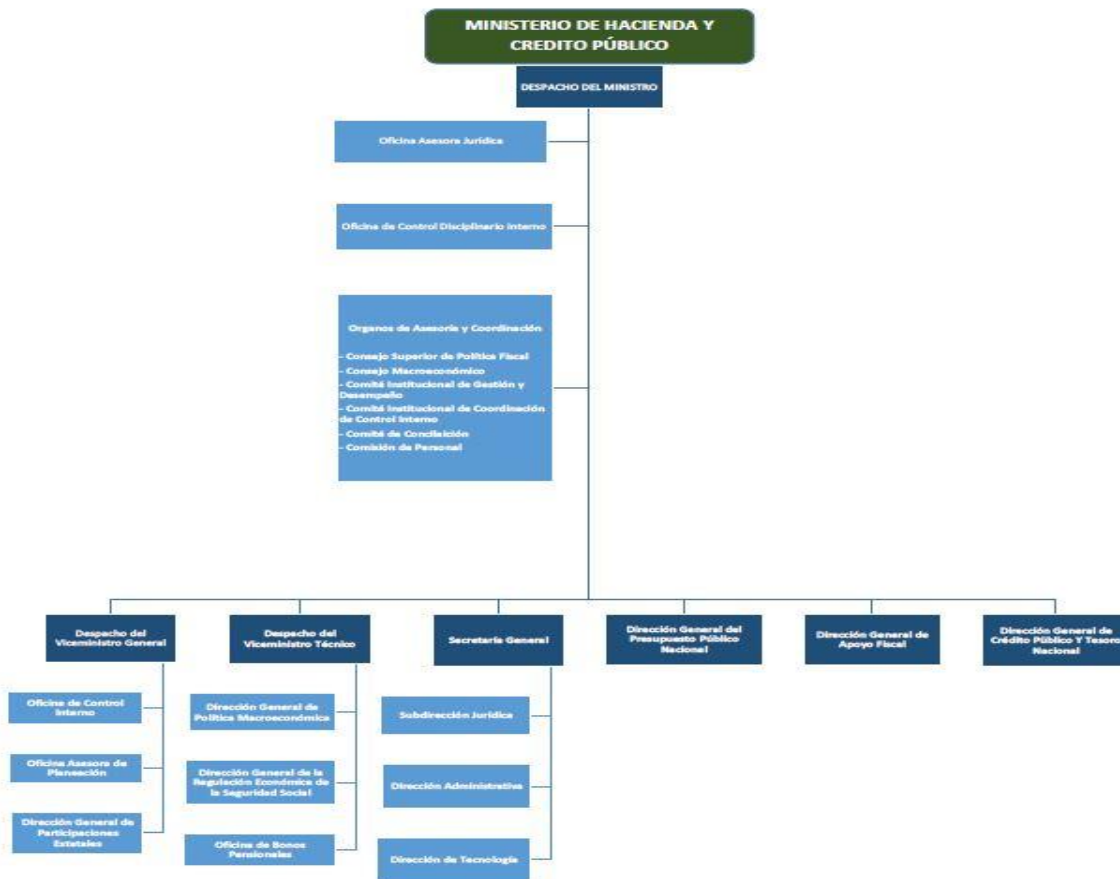 MINISTERIO DE HACIENDA Y
CREDITO PÚBLICO
DESPACHO DEL MINISTRO
Oficina Asesora Jurídica
Oficina de Control Disciplinario Interno
Organos de Asesoría y Coordinación
- Consejo Superior de Política Fiscal
- Consejo Macroeconómico
- Comité Institucional de Gestión y
Desempeño
- Comité Institucional de Coordinación
de Control Interno
- Comité de Conciliación
- Comisión de Personal
Despacho del
Viceministro General
Oficina de Control
Interno
Oficina Asesora de
Planeación
Dirección General de
Participaciones
Estatales
Despacho del
Viceministro Técnico
Dirección General de
Política Macroeconómica
Dirección General de la
Regulación Económica de
la Seguridad Social
Oficina de Bonos
Pensionales
Secretaría General
Subdirección Jurídica
Dirección Administrativa
Dirección de Tecnología
Dirección General del
Presupuesto Público
Nacional
Dirección General de
Apoyo Fiscal
Dirección General de
Crédito Público Y Tesoro
Nacional